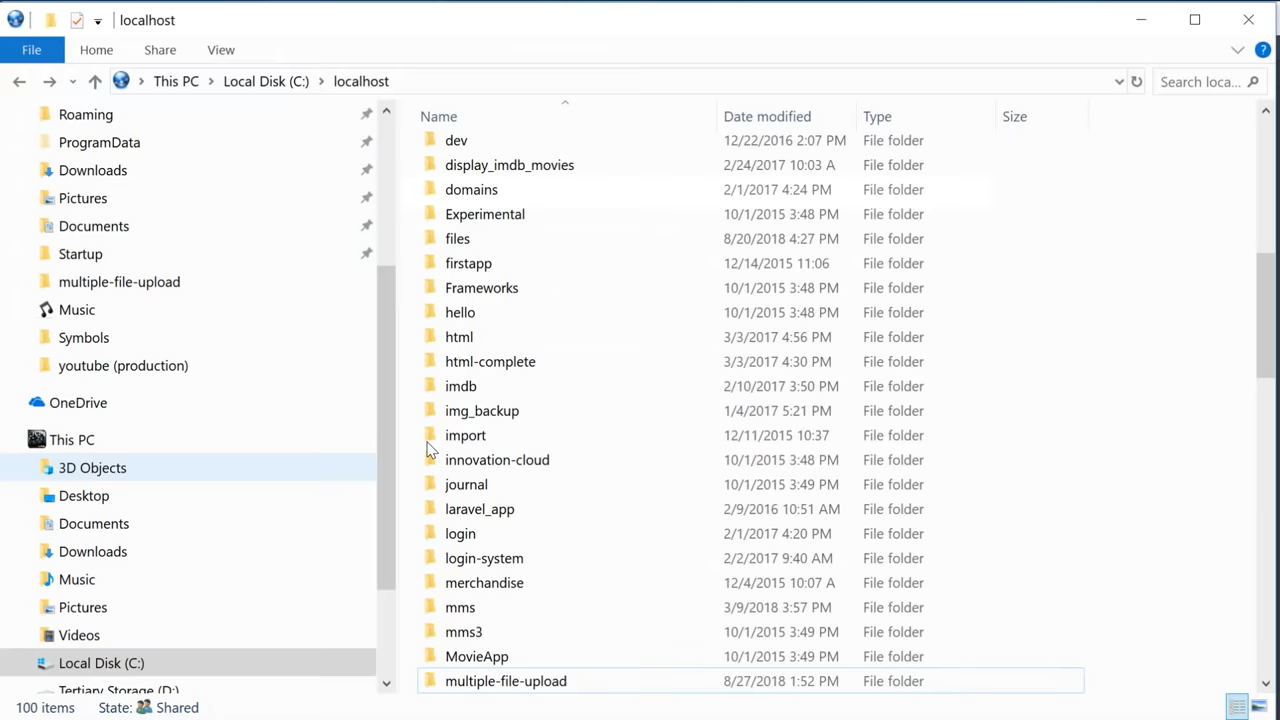 localhost
File Home Share View
This PC Local Disk (C:) localhost Search loca...
Name Date modified Type Size
Roaming
ProgramData
Downloads
Pictures
Documents
Startup
multiple-file-upload
Music
Symbols
youtube (production)
OneDrive
This PC
3D Objects
Desktop
Documents
Downloads
Music
Pictures
Videos
Local Disk (C:)
Tertiary Storage (D:)
dev 12/22/2016 2:07 PM File folder
display_imdb_movies 2/24/2017 10:03 A File folder
domains 2/1/2017 4:24 PM File folder
Experimental 10/1/2015 3:48 PM File folder
files 8/20/2018 4:27 PM File folder
firstapp 12/14/2015 11:06 File folder
Frameworks 10/1/2015 3:48 PM File folder
hello 10/1/2015 3:48 PM File folder
html 3/3/2017 4:56 PM File folder
html-complete 3/3/2017 4:30 PM File folder
imdb 2/10/2017 3:50 PM File folder
img_backup 1/4/2017 5:21 PM File folder
import 12/11/2015 10:37 File folder
innovation-cloud 10/1/2015 3:48 PM File folder
journal 10/1/2015 3:49 PM File folder
laravel_app 2/9/2016 10:51 AM File folder
login 2/1/2017 4:20 PM File folder
login-system 2/2/2017 9:40 AM File folder
merchandise 12/4/2015 10:07 A File folder
mms 3/9/2018 3:57 PM File folder
mms3 10/1/2015 3:49 PM File folder
MovieApp 10/1/2015 3:49 PM File folder
multiple-file-upload 8/27/2018 1:52 PM File folder
100 items State: Shared